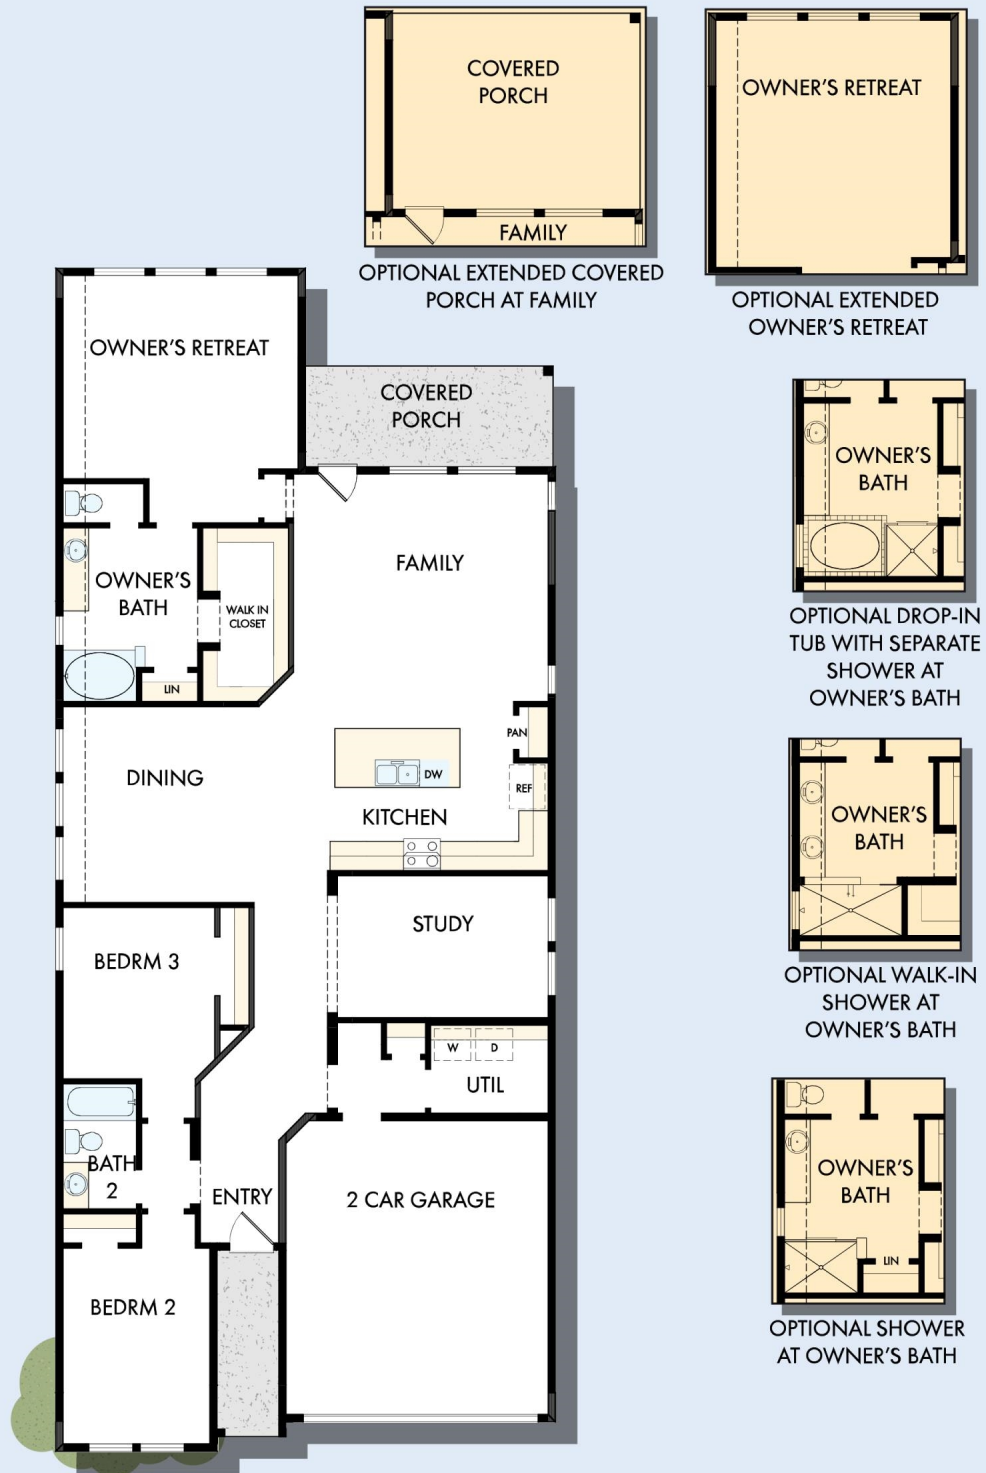 COVERED
PORCH
FAMILY
OPTIONAL EXTENDED COVERED
PORCH AT FAMILY
OWNER'S RETREAT
OPTIONAL EXTENDED
OWNER'S RETREAT
OWNER'S RETREAT
COVERED
PORCH
FAMILY
OWNER'S
BATH
WALK IN
CLOSET
LIN
DINING
PAN
DW
REF
KITCHEN
STUDY
BEDRM 3
W
D
UTIL
BATH
2
ENTRY
2 CAR GARAGE
BEDRM 2
OWNER'S
BATH
OPTIONAL DROP-IN
TUB WITH SEPARATE
SHOWER AT
OWNER'S BATH
OWNER'S
BATH
OPTIONAL WALK-IN
SHOWER AT
OWNER'S BATH
OWNER'S
BATH
LIN
OPTIONAL SHOWER
AT OWNER'S BATH